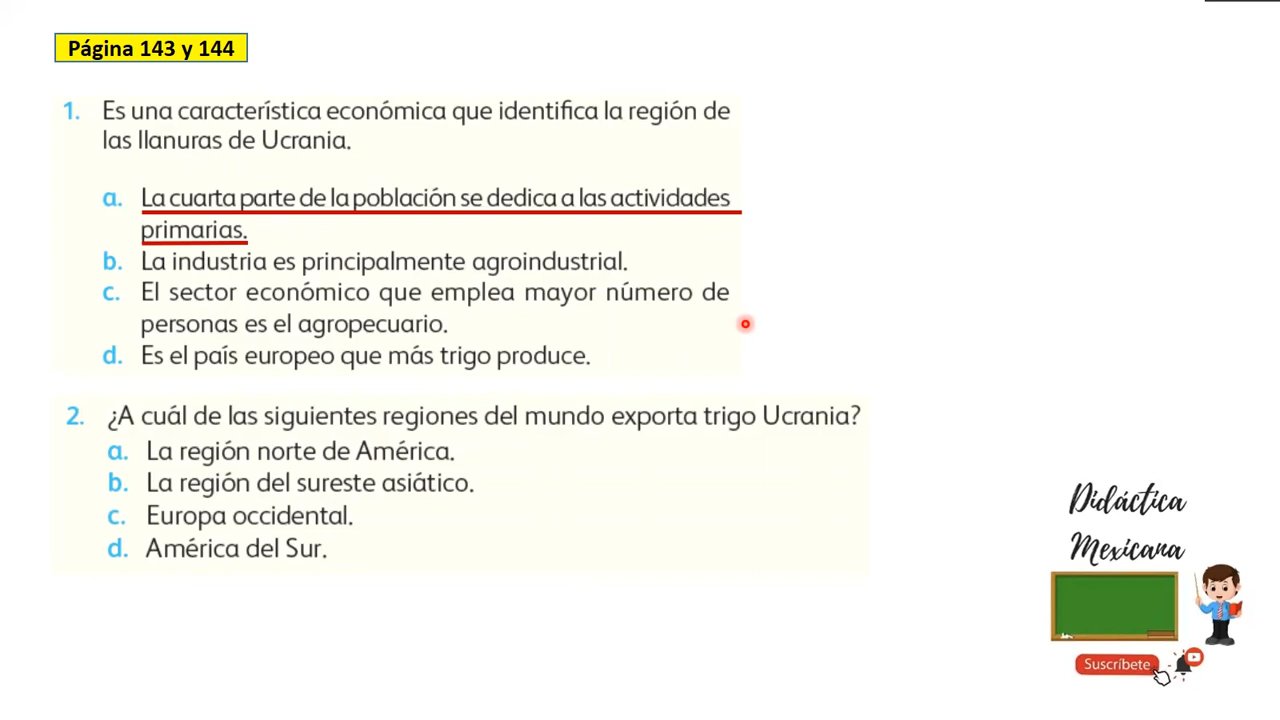 Página 143 y 144
1. Es una característica económica que identifica la región de
las llanuras de Ucrania.
a. La cuarta parte de la población se dedica a las actividades
primarias.
b. La industria es principalmente agroindustrial.
c. El sector económico que emplea mayor número de
personas es el agropecuario.
d. Es el país europeo que más trigo produce.
2. ¿A cuál de las siguientes regiones del mundo exporta trigo Ucrania?
a. La región norte de América.
b. La región del sureste asiático.
c. Europa occidental.
d. América del Sur.
Didáctica
Mexicana
Suscríbete